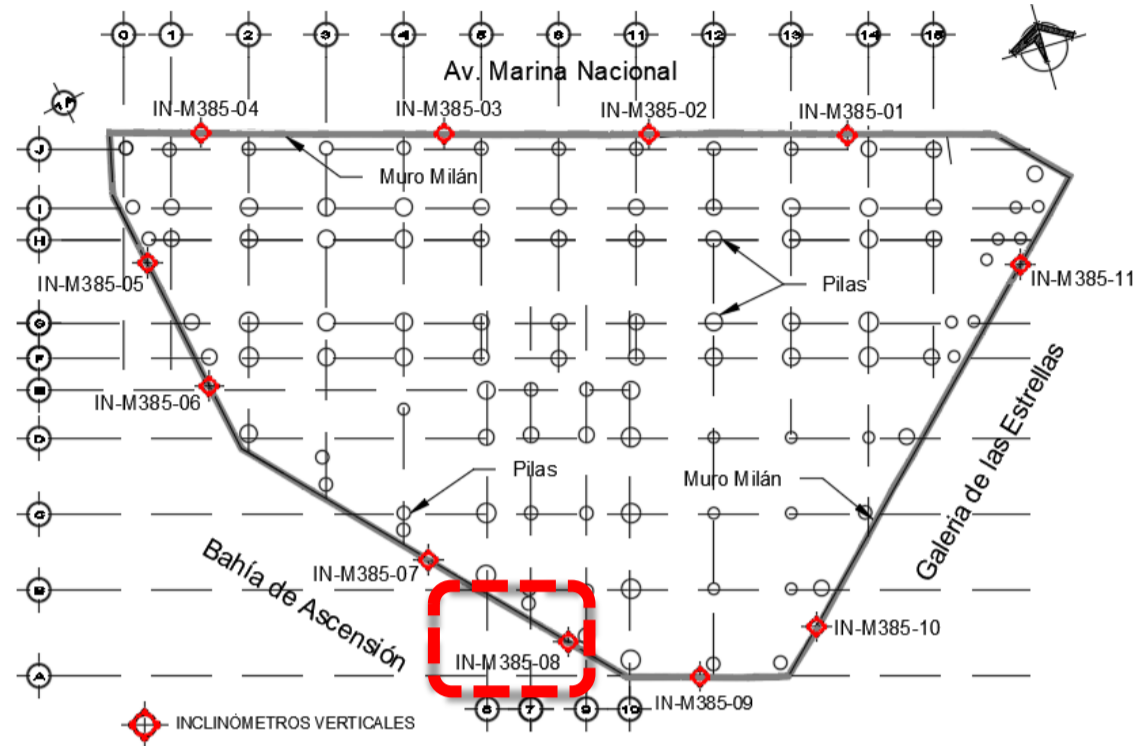 0 1 2 3 4 5 8 11 12 13 14 15
Av. Marina Nacional
IN-M385-04 IN-M385-03 IN-M385-02 IN-M385-01
J
Muro Milán
I
H
IN-M385-05
Pilas
IN-M385-11
G
F
E
IN-M385-06
D
Pilas
Muro Milán
Galeria de las Estrellas
C
Bahía de Ascensión
IN-M385-07
B
IN-M385-10
IN-M385-08
A
IN-M385-09
6 7 9 10
INCLINÓMETROS VERTICALES